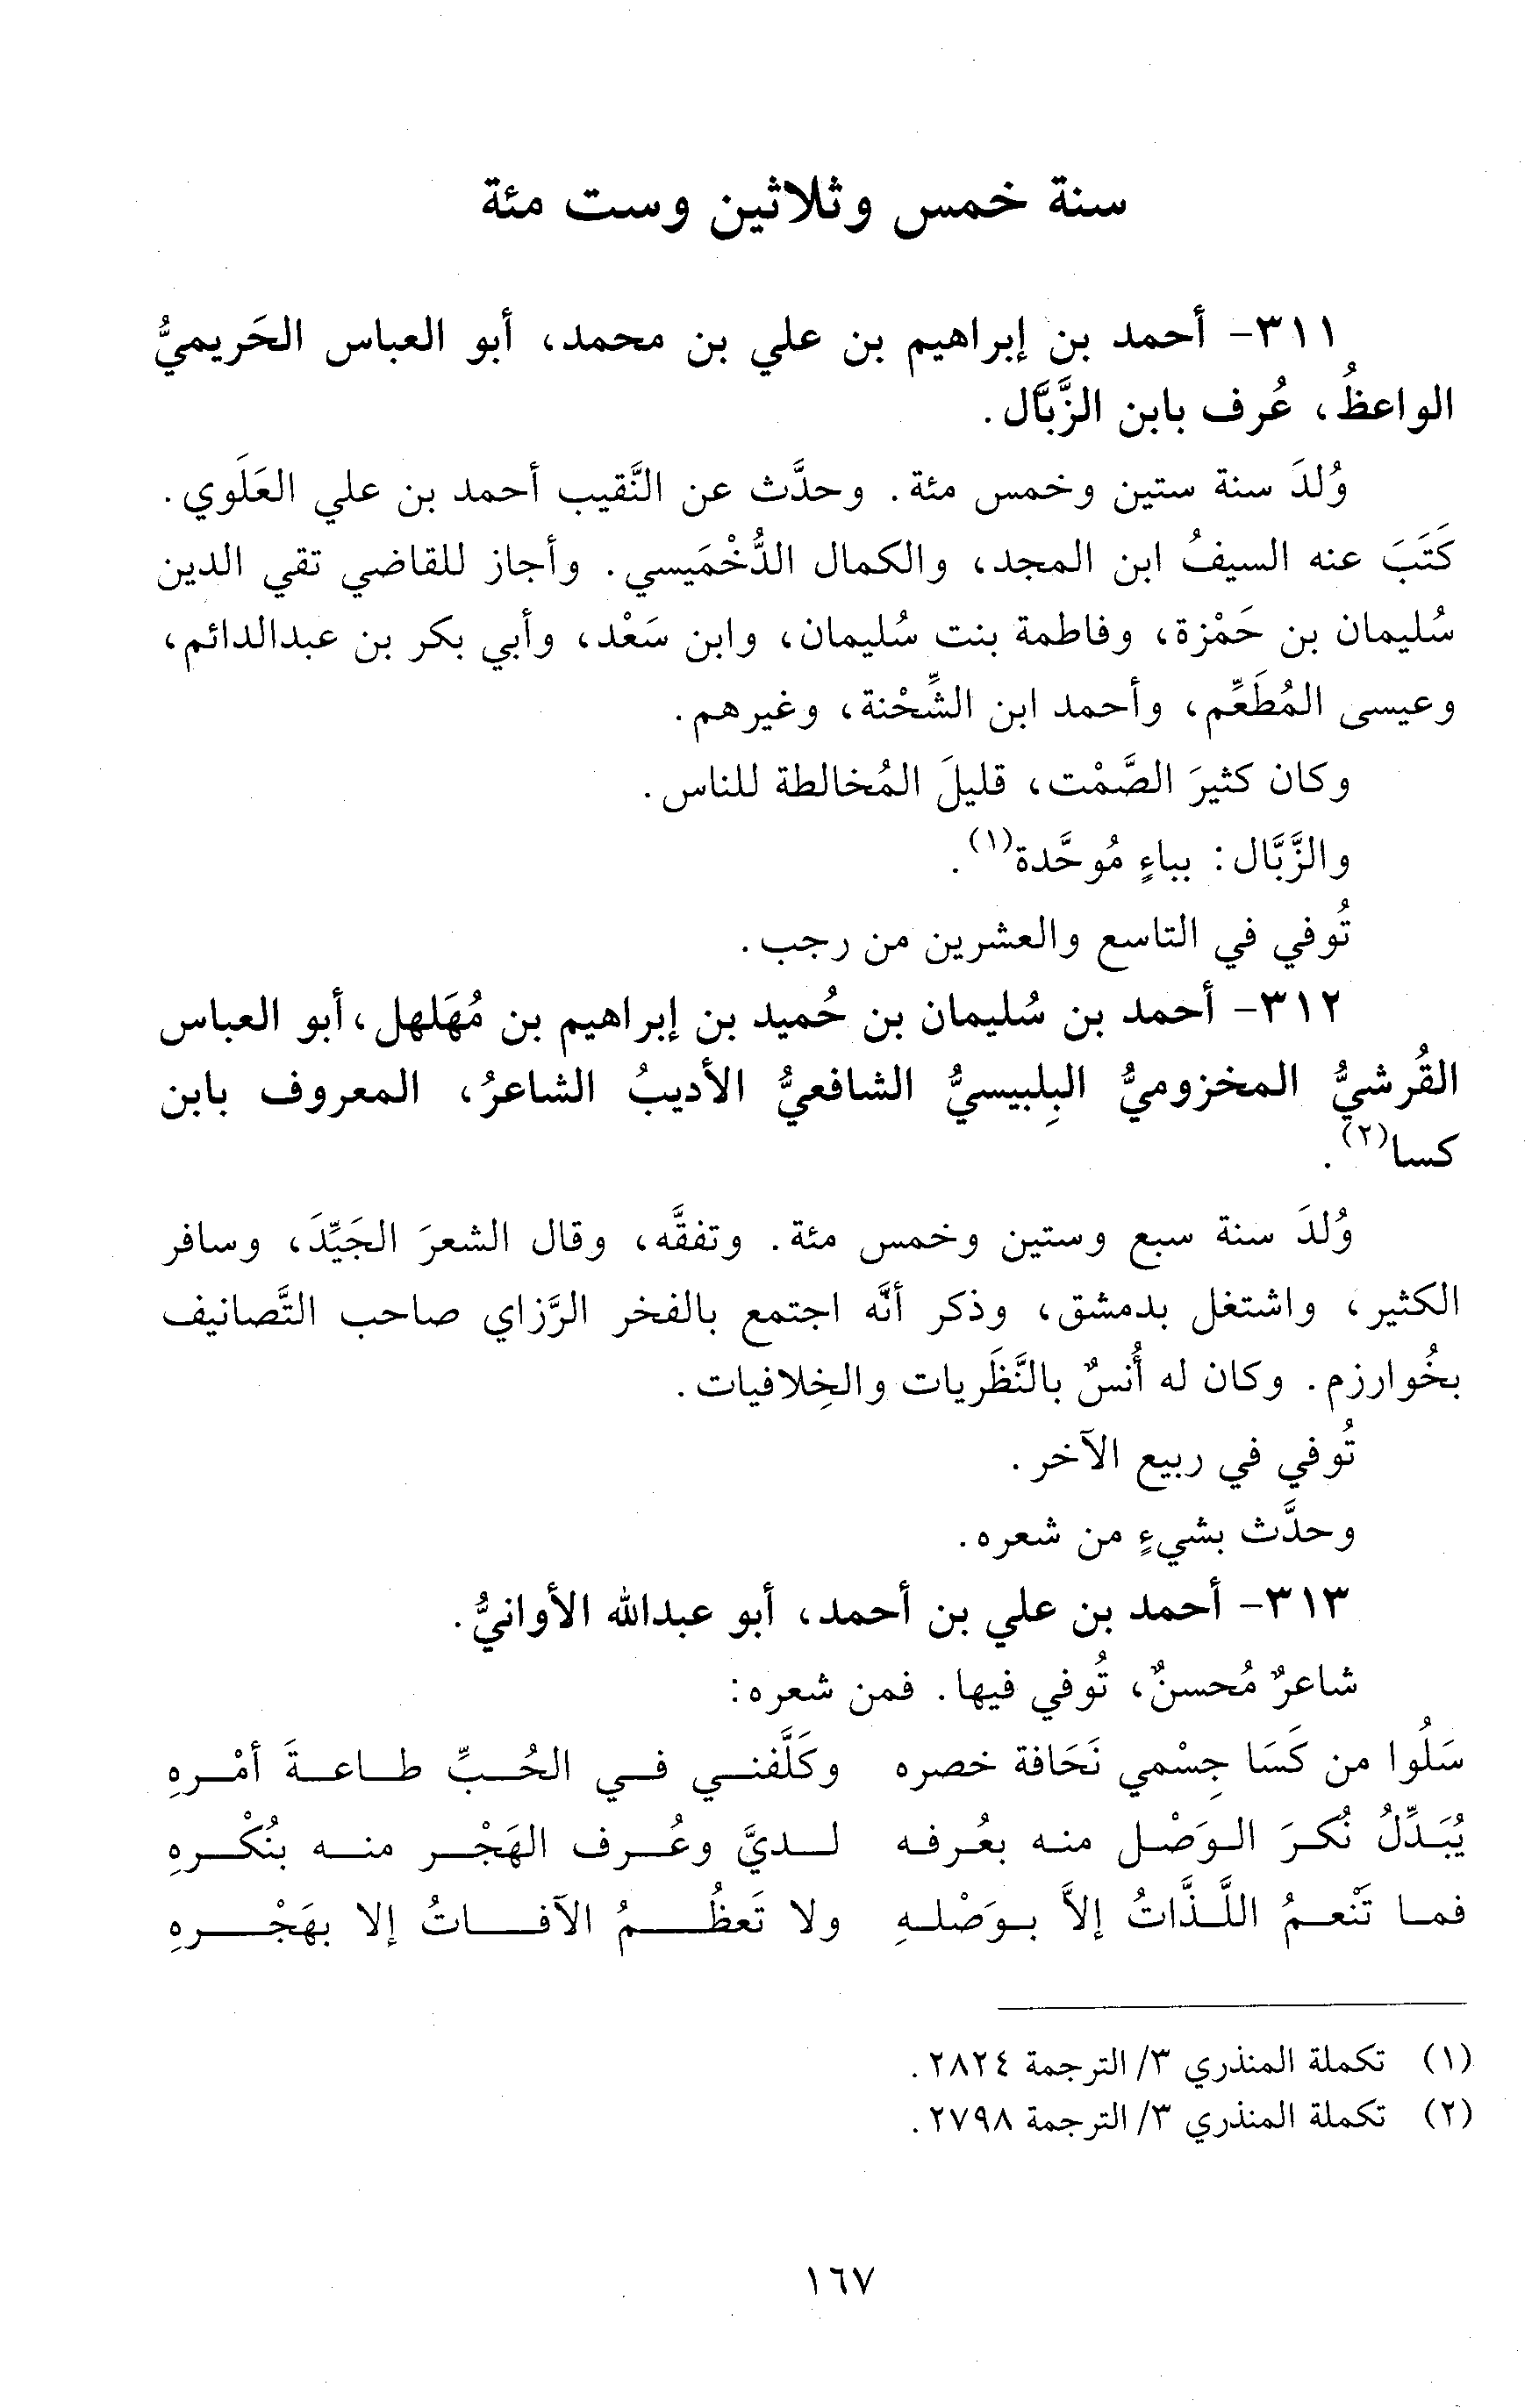 سنة خمس وثلاثين وست مئة
٣١١- أحمد بن إبراهيم بن علي بن محمد، أبو العباس الحَريميُّ
الواعظُ، عُرف بابن الزَّبَّال.
وُلدَ سنة ستين وخمس مئة. وحدَّث عن النَّقيب أحمد بن علي العَلَوي.
كَتَبَ عنه السيفُ ابن المجد، والكمال الدُّخْمَيسي. وأجاز للقاضي تقي الدين
سُليمان بن حَمْزة، وفاطمة بنت سُليمان، وابن سَعْد، وأبي بكر بن عبدالدائم،
وعيسى المُطَعِّم، وأحمد ابن الشِّحْنة، وغيرهم.
وكان كثيرَ الصَّمْت، قليلَ المُخالطة للناس.
والزَّبَّال: بباءٍ مُوحَّدة(١).
تُوفي في التاسع والعشرين من رجب.
٣١٢- أحمد بن سُليمان بن حُميد بن إبراهيم بن مُهَلهل، أبو العباس
القُرشيُّ المخزوميُّ البِلبيسيُّ الشافعيُّ الأديبُ الشاعرُ، المعروف بابن
كسا(٢).
وُلدَ سنة سبع وستين وخمس مئة. وتفقَّه، وقال الشعرَ الجَيِّدَ، وسافر
الكثير، واشتغل بدمشق، وذكر أنَّه اجتمع بالفخر الرَّزاي صاحب التَّصانيف
بخُوارزم. وكان له أُنسٌ بالنَّظَريات والخِلافيات.
تُوفي في ربيع الآخر.
وحدَّث بشيءٍ من شعره.
٣١٣- أحمد بن علي بن أحمد، أبو عبدالله الأوانيُّ.
شاعرٌ مُحسنٌ، تُوفي فيها. فمن شعره:
سَلُوا من كَسَا جِسْمي نَحَافة خصره وكَلَّفني في الحُبِّ طاعةَ أمْرهِ
يُبَدِّلُ نُكرَ الوَصْل منه بعُرفه لديَّ وعُرف الهَجْر منه بنُكْرهِ
فما تَنْعمُ اللَّذَّاتُ إلاَّ بوَصْلهِ ولا تَعظُمُ الآفاتُ إلا بهَجْرهِ
(١) تكملة المنذري ٣/ الترجمة ٢٨٢٤.
(٢) تكملة المنذري ٣/ الترجمة ٢٧٩٨.
١٦٧